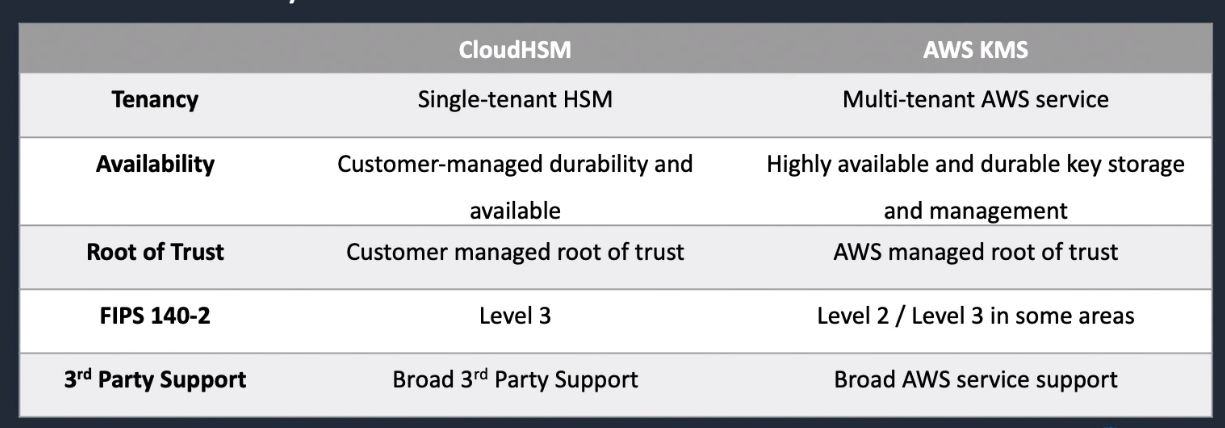 CloudHSM AWS KMS
Tenancy Single-tenant HSM Multi-tenant AWS service
Availability Customer-managed durability and Highly available and durable key storage
available and management
Root of Trust Customer managed root of trust AWS managed root of trust
FIPS 140-2 Level 3 Level 2 / Level 3 in some areas
3rd Party Support Broad 3rd Party Support Broad AWS service support